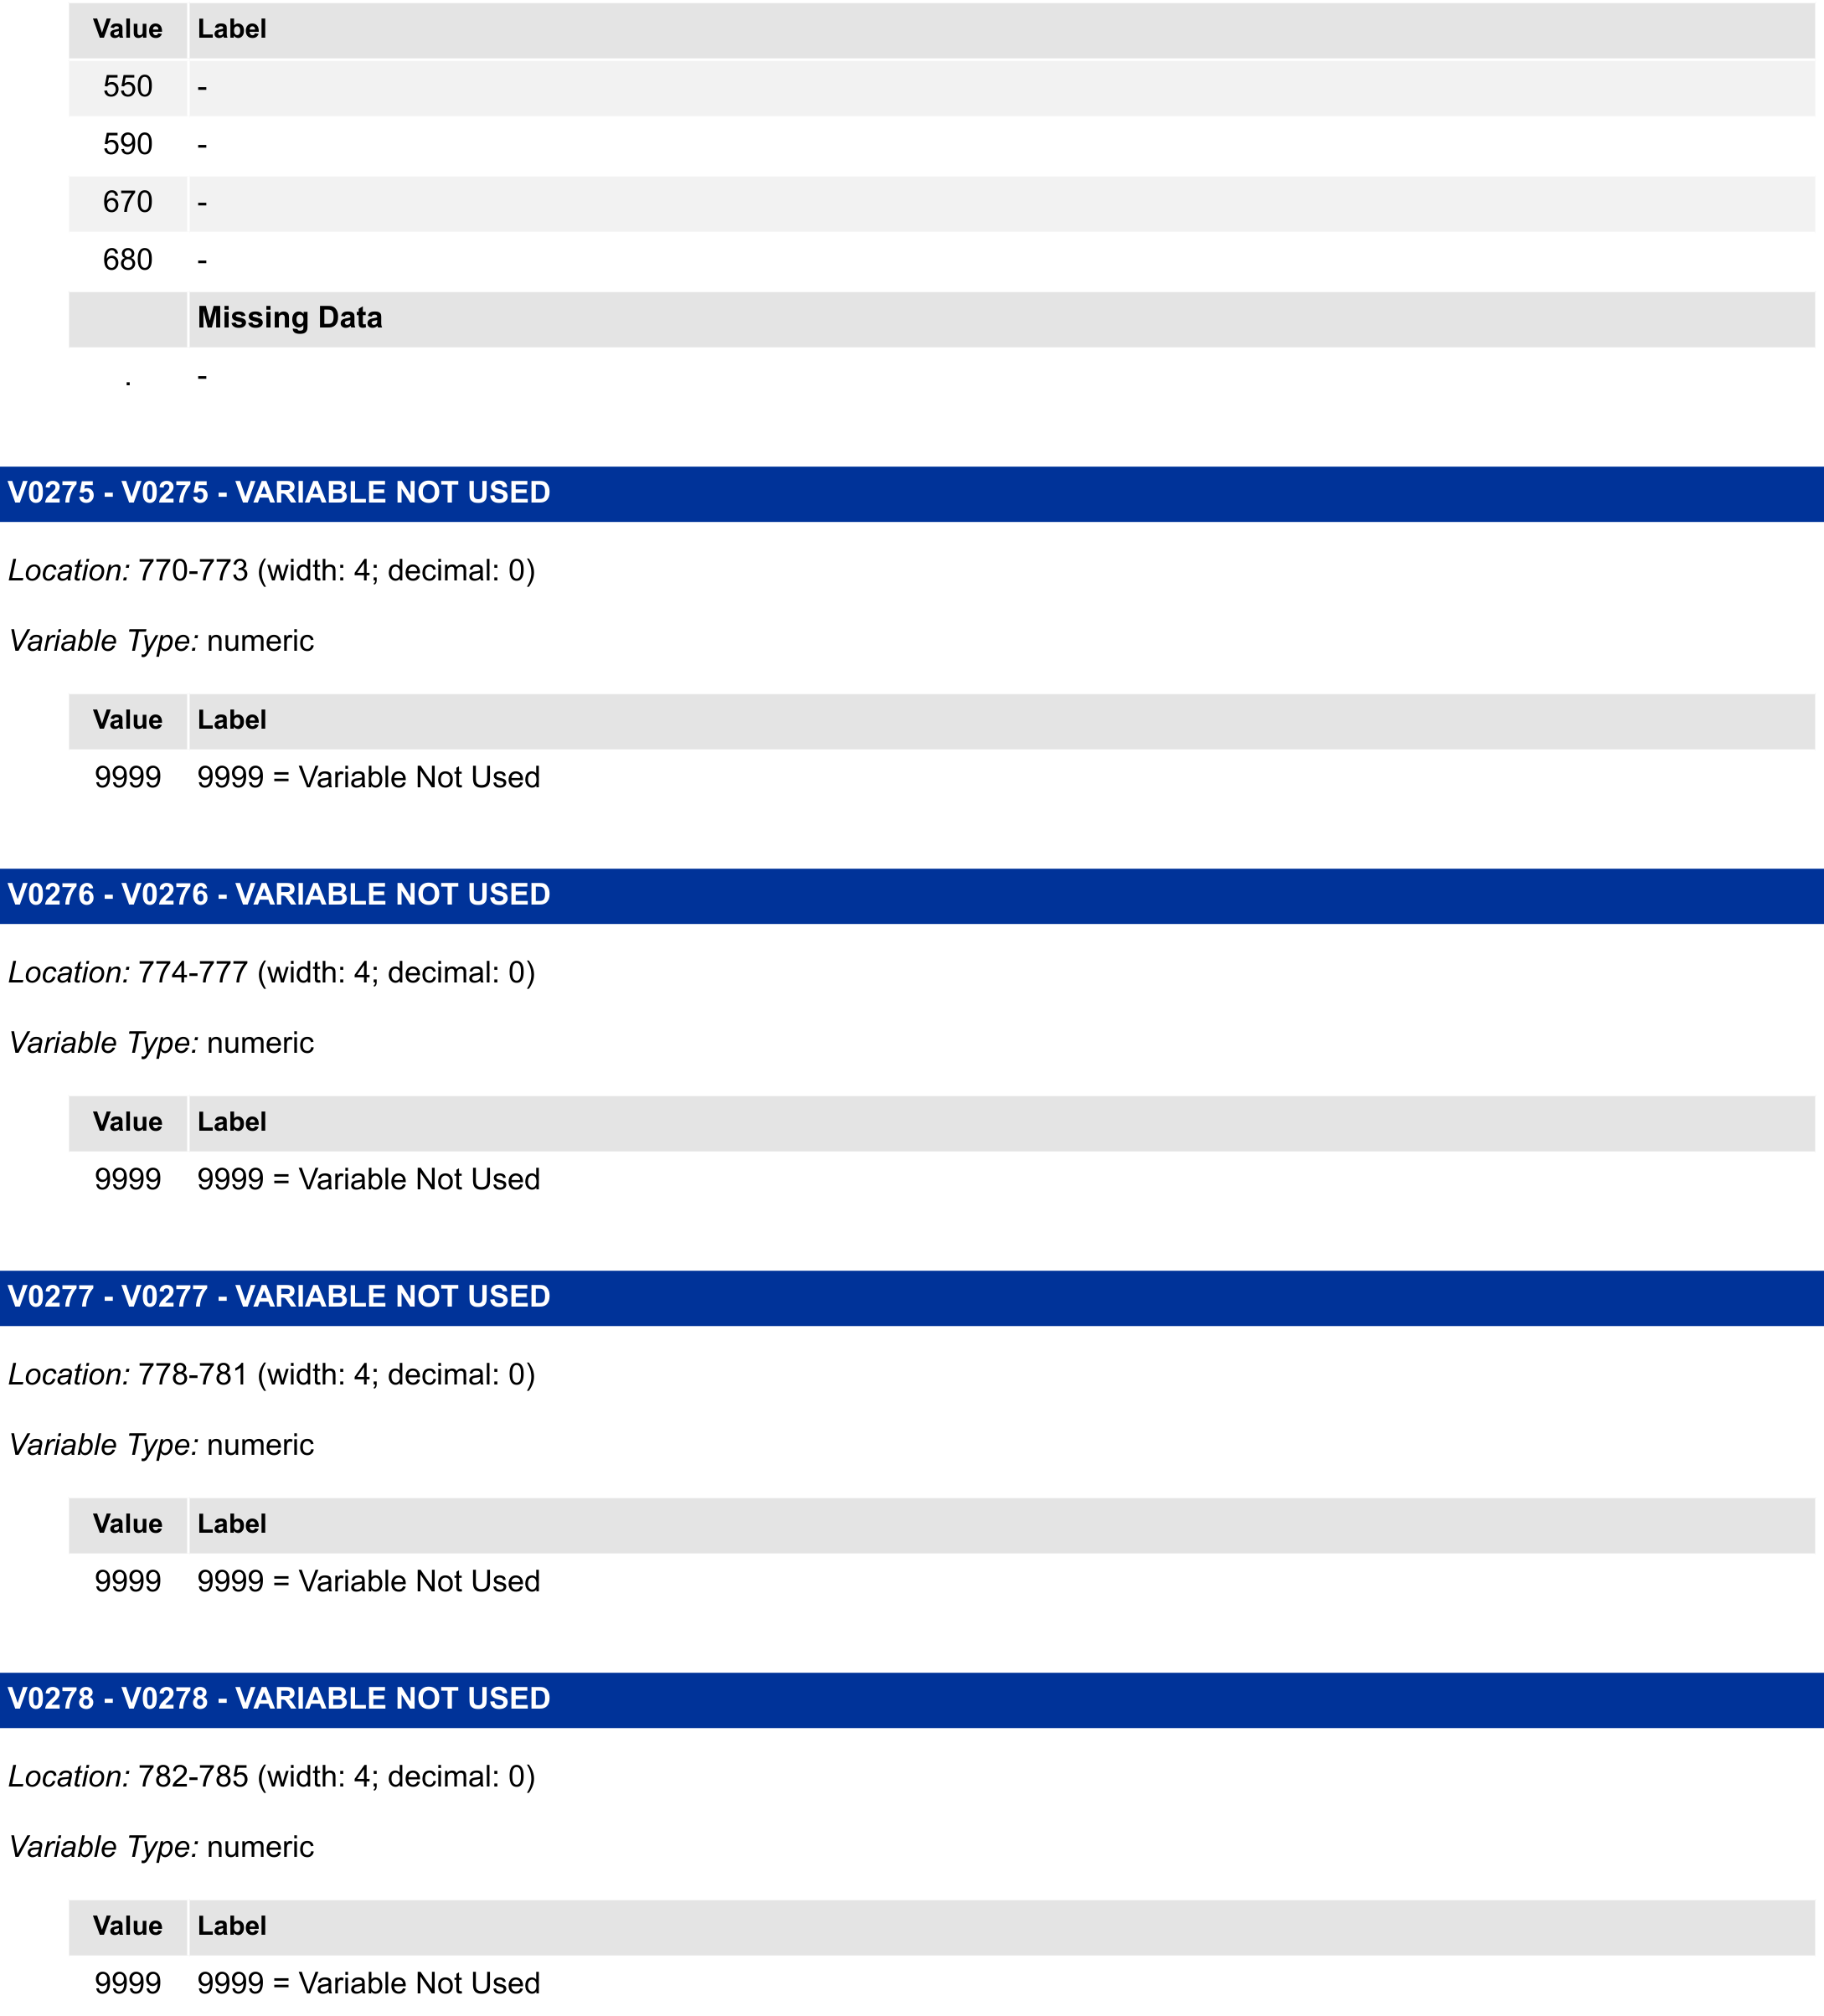 Value Label
550 -
590 -
670 -
680 -
Missing Data
. -
V0275 - V0275 - VARIABLE NOT USED
Location: 770-773 (width: 4; decimal: 0)
Variable Type: numeric
Value Label
9999 9999 = Variable Not Used
V0276 - V0276 - VARIABLE NOT USED
Location: 774-777 (width: 4; decimal: 0)
Variable Type: numeric
Value Label
9999 9999 = Variable Not Used
V0277 - V0277 - VARIABLE NOT USED
Location: 778-781 (width: 4; decimal: 0)
Variable Type: numeric
Value Label
9999 9999 = Variable Not Used
V0278 - V0278 - VARIABLE NOT USED
Location: 782-785 (width: 4; decimal: 0)
Variable Type: numeric
Value Label
9999 9999 = Variable Not Used